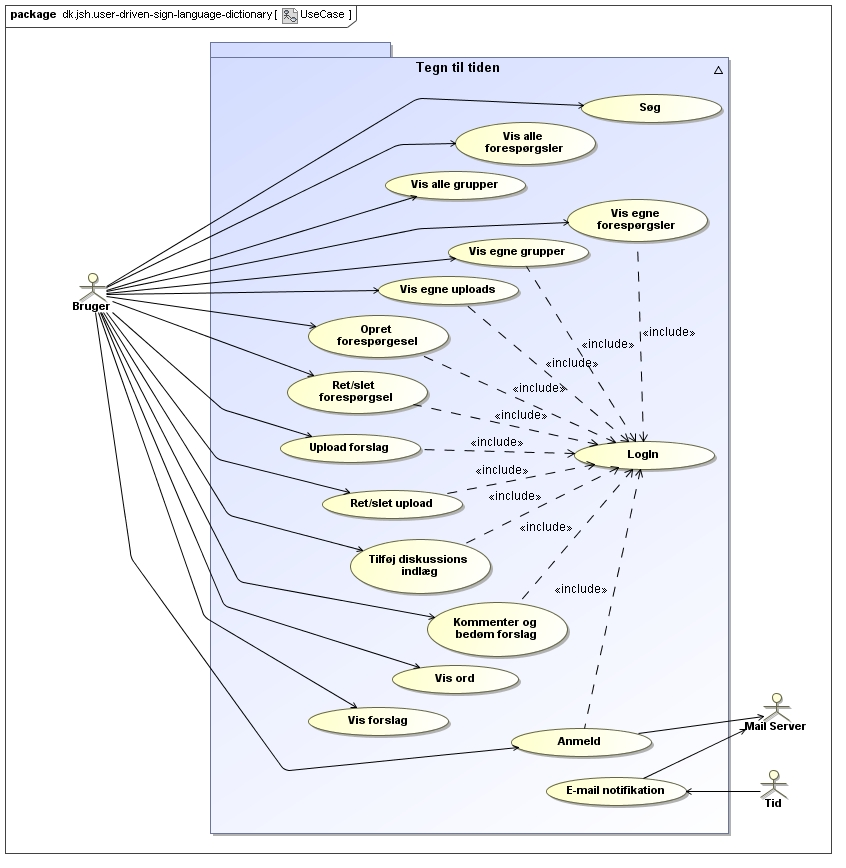 package dk.jsh.user-driven-sign-language-dictionary [ UseCase ]
Tegn til tiden
Søg
Vis alle
forespørgsler
Vis alle grupper
Vis egne
forespørgsler
Vis egne grupper
Vis egne uploads
Bruger
Opret
forespørgesel
«include»
«include»
«include»
Ret/slet
forespørgsel
«include»
«include»
Upload forslag
«include»
LogIn
«include»
Ret/slet upload
«include»
«include»
Tilføj diskussions
indlæg
«include»
Kommenter og
bedøm forslag
Vis ord
Vis forslag
Mail Server
Anmeld
E-mail notifikation
Tid